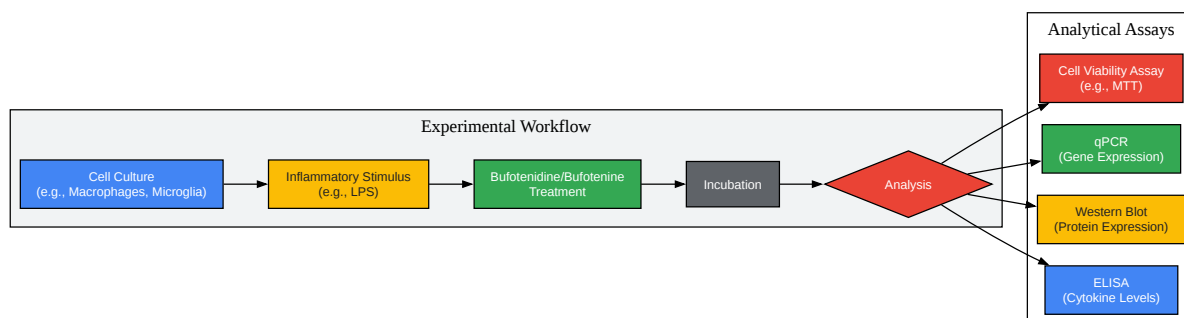 Analytical Assays
Cell Viability Assay
(e.g., MTT)
Experimental Workflow
qPCR
(Gene Expression)
Cell Culture
(e.g., Macrophages, Microglia)
Inflammatory Stimulus
(e.g., LPS)
Bufotenidine/Bufotenine
Treatment
Incubation
Analysis
Western Blot
(Protein Expression)
ELISA
(Cytokine Levels)